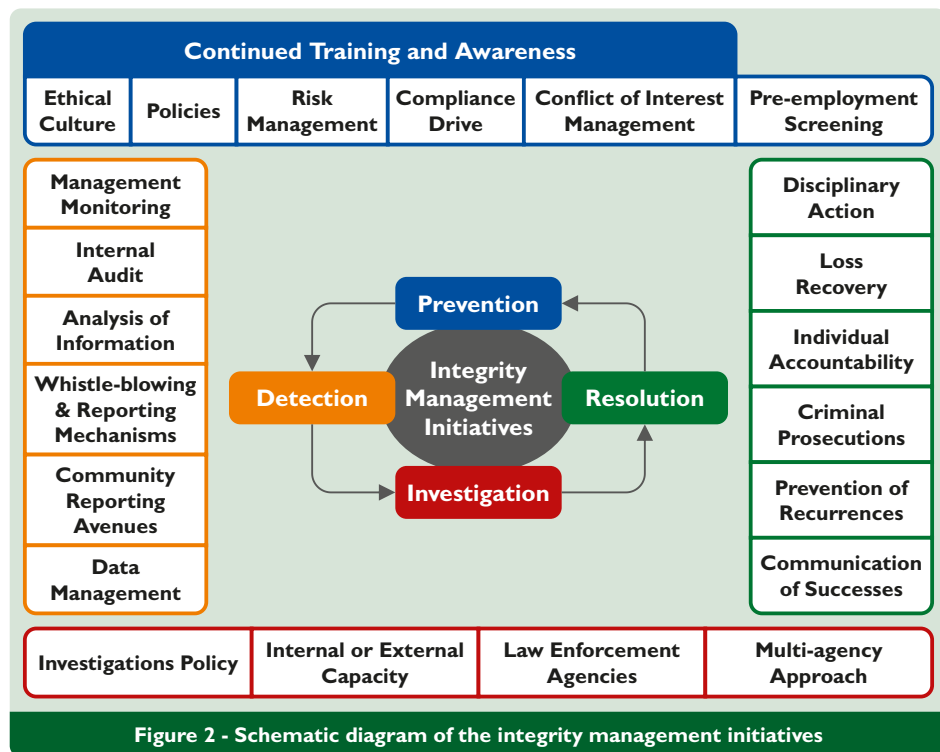 Continued Training and Awareness
Ethical
Culture
Policies
Risk
Management
Compliance
Drive
Conflict of Interest
Management
Pre-employment
Screening
Management
Monitoring
Internal
Audit
Analysis of
Information
Whistle-blowing
& Reporting
Mechanisms
Community
Reporting
Avenues
Data
Management
Prevention
Detection
Integrity
Management
Initiatives
Resolution
Investigation
Disciplinary
Action
Loss
Recovery
Individual
Accountability
Criminal
Prosecutions
Prevention of
Recurrences
Communication
of Successes
Investigations Policy
Internal or External
Capacity
Law Enforcement
Agencies
Multi-agency
Approach
Figure 2 - Schematic diagram of the integrity management initiatives